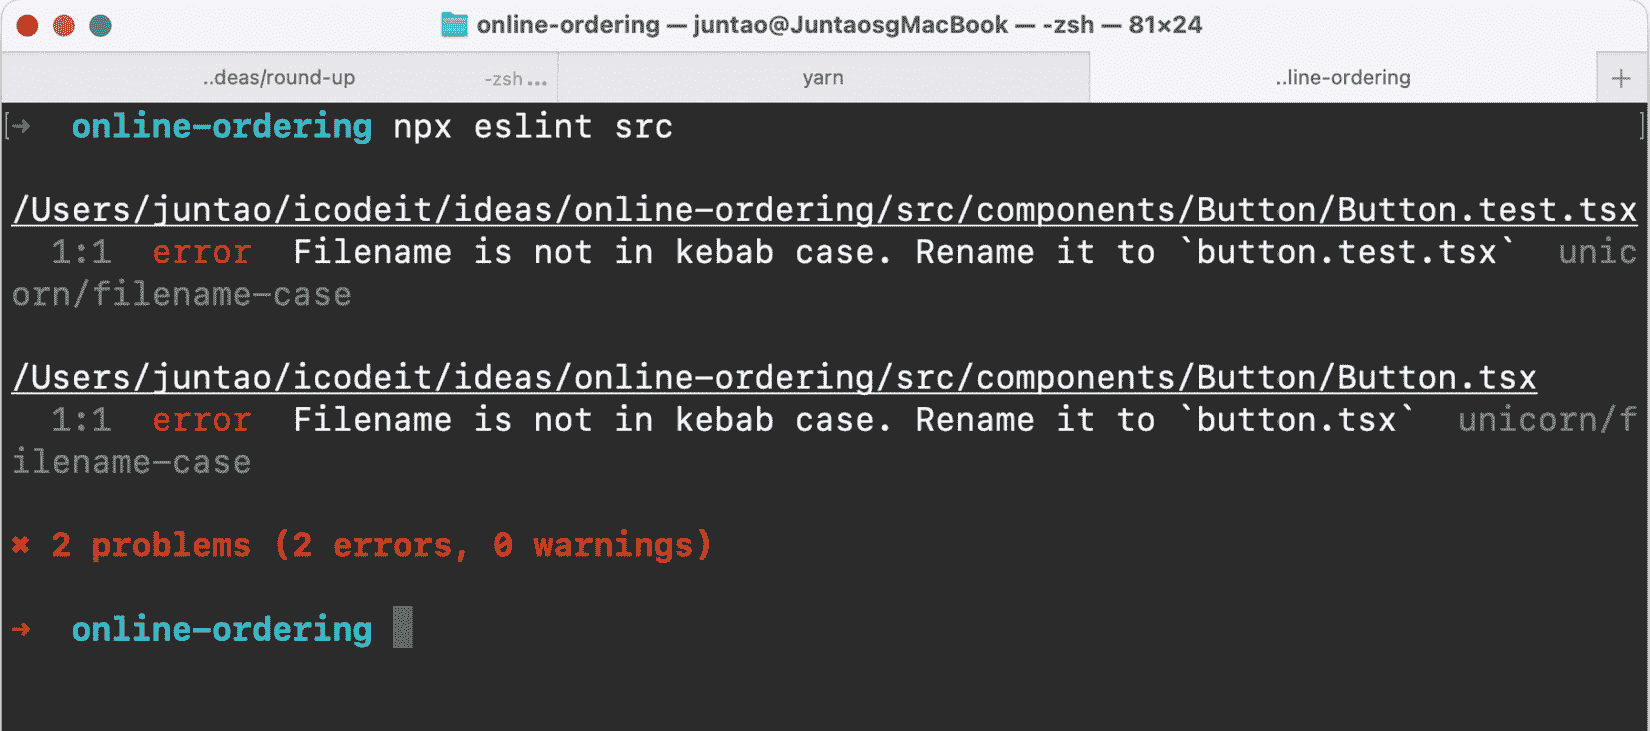 online-ordering — juntao@JuntaosgMacBook — -zsh — 81×24
..deas/round-up -zsh ... yarn ..line-ordering +
[→ online-ordering npx eslint src ]
/Users/juntao/icodeit/ideas/online-ordering/src/components/Button/Button.test.tsx
1:1 error Filename is not in kebab case. Rename it to `button.test.tsx` unic
orn/filename-case
/Users/juntao/icodeit/ideas/online-ordering/src/components/Button/Button.tsx
1:1 error Filename is not in kebab case. Rename it to `button.tsx` unicorn/f
ilename-case
✖ 2 problems (2 errors, 0 warnings)
→ online-ordering